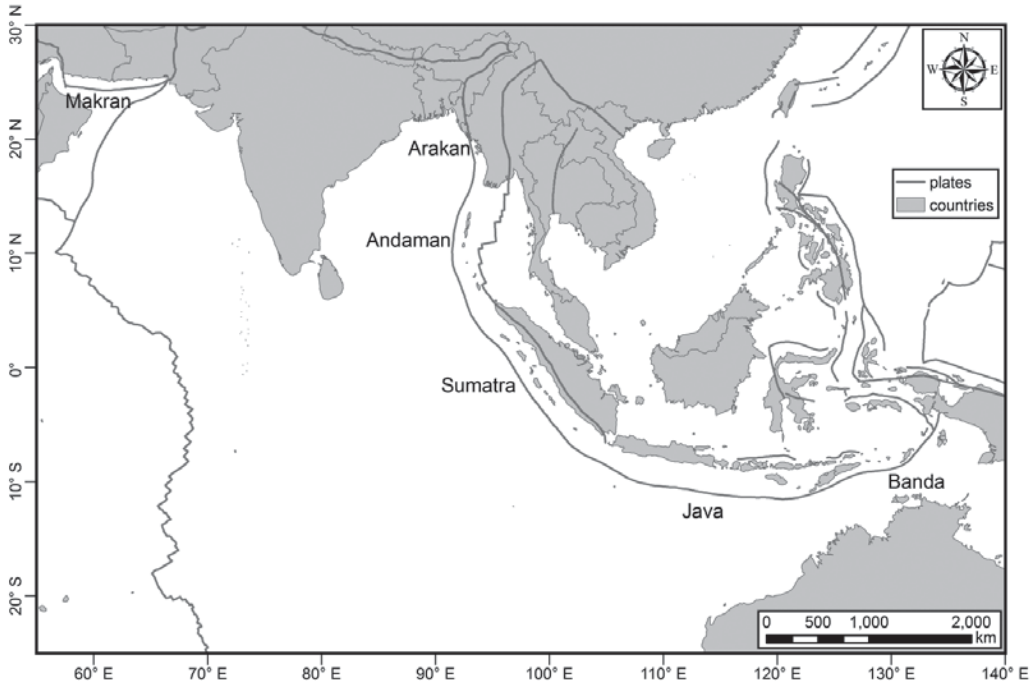 30° N
20° N
10° N
0°
10° S
20° S
N
W E
S
Makran
Arakan
plates
countries
Andaman
Sumatra
Banda
Java
0 500 1,000 2,000
km
60° E 70° E 80° E 90° E 100° E 110° E 120° E 130° E 140° E